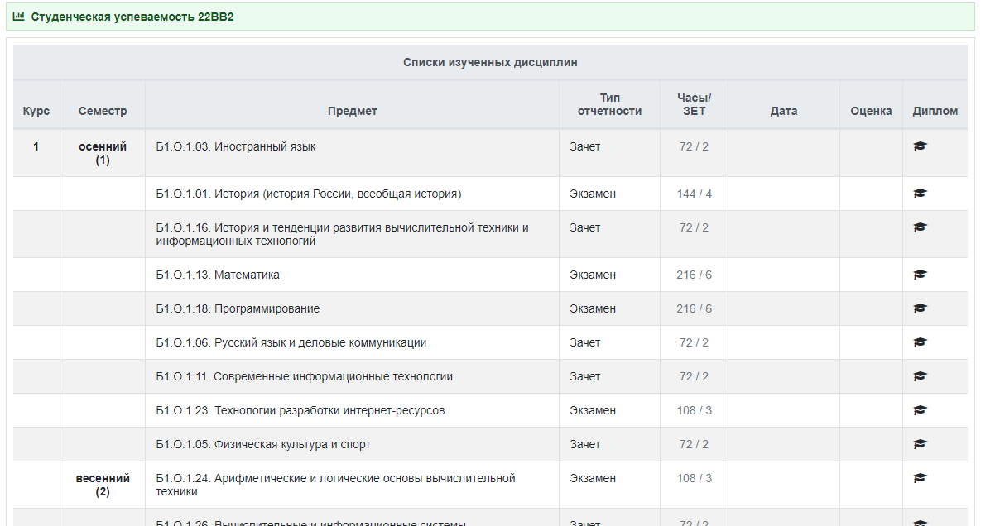 Студенческая успеваемость 22ВВ2
Списки изученных дисциплин
Курс Семестр Предмет Тип отчетности Часы/ЗЕТ Дата Оценка Диплом
1 осенний (1) Б1.О.1.03. Иностранный язык Зачет 72 / 2
Б1.О.1.01. История (история России, всеобщая история) Экзамен 144 / 4
Б1.О.1.16. История и тенденции развития вычислительной техники и
информационных технологий Зачет 72 / 2
Б1.О.1.13. Математика Экзамен 216 / 6
Б1.О.1.18. Программирование Экзамен 216 / 6
Б1.О.1.06. Русский язык и деловые коммуникации Зачет 72 / 2
Б1.О.1.11. Современные информационные технологии Зачет 72 / 2
Б1.О.1.23. Технологии разработки интернет-ресурсов Экзамен 108 / 3
Б1.О.1.05. Физическая культура и спорт Зачет 72 / 2
весенний (2) Б1.О.1.24. Арифметические и логические основы вычислительной
техники Экзамен 108 / 3
Б1.О.1.26. Вычислительные и информационные системы Зачет 72 / 2